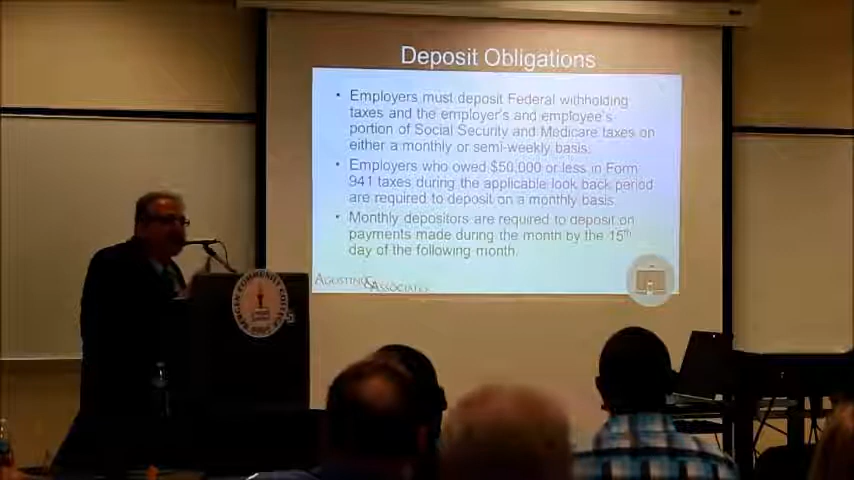 Deposit Obligations
• Employers must deposit Federal withholding
taxes and the employer's and employee's
portion of Social Security and Medicare taxes on
either a monthly or semi-weekly basis.
• Employers who owed $50,000 or less in Form
941 taxes during the applicable look back period
are required to deposit on a monthly basis.
• Monthly depositors are required to deposit on
payments made during the month by the 15th
day of the following month.
AGOSTINO & ASSOCIATES
BERGEN COMMUNITY COLLEGE